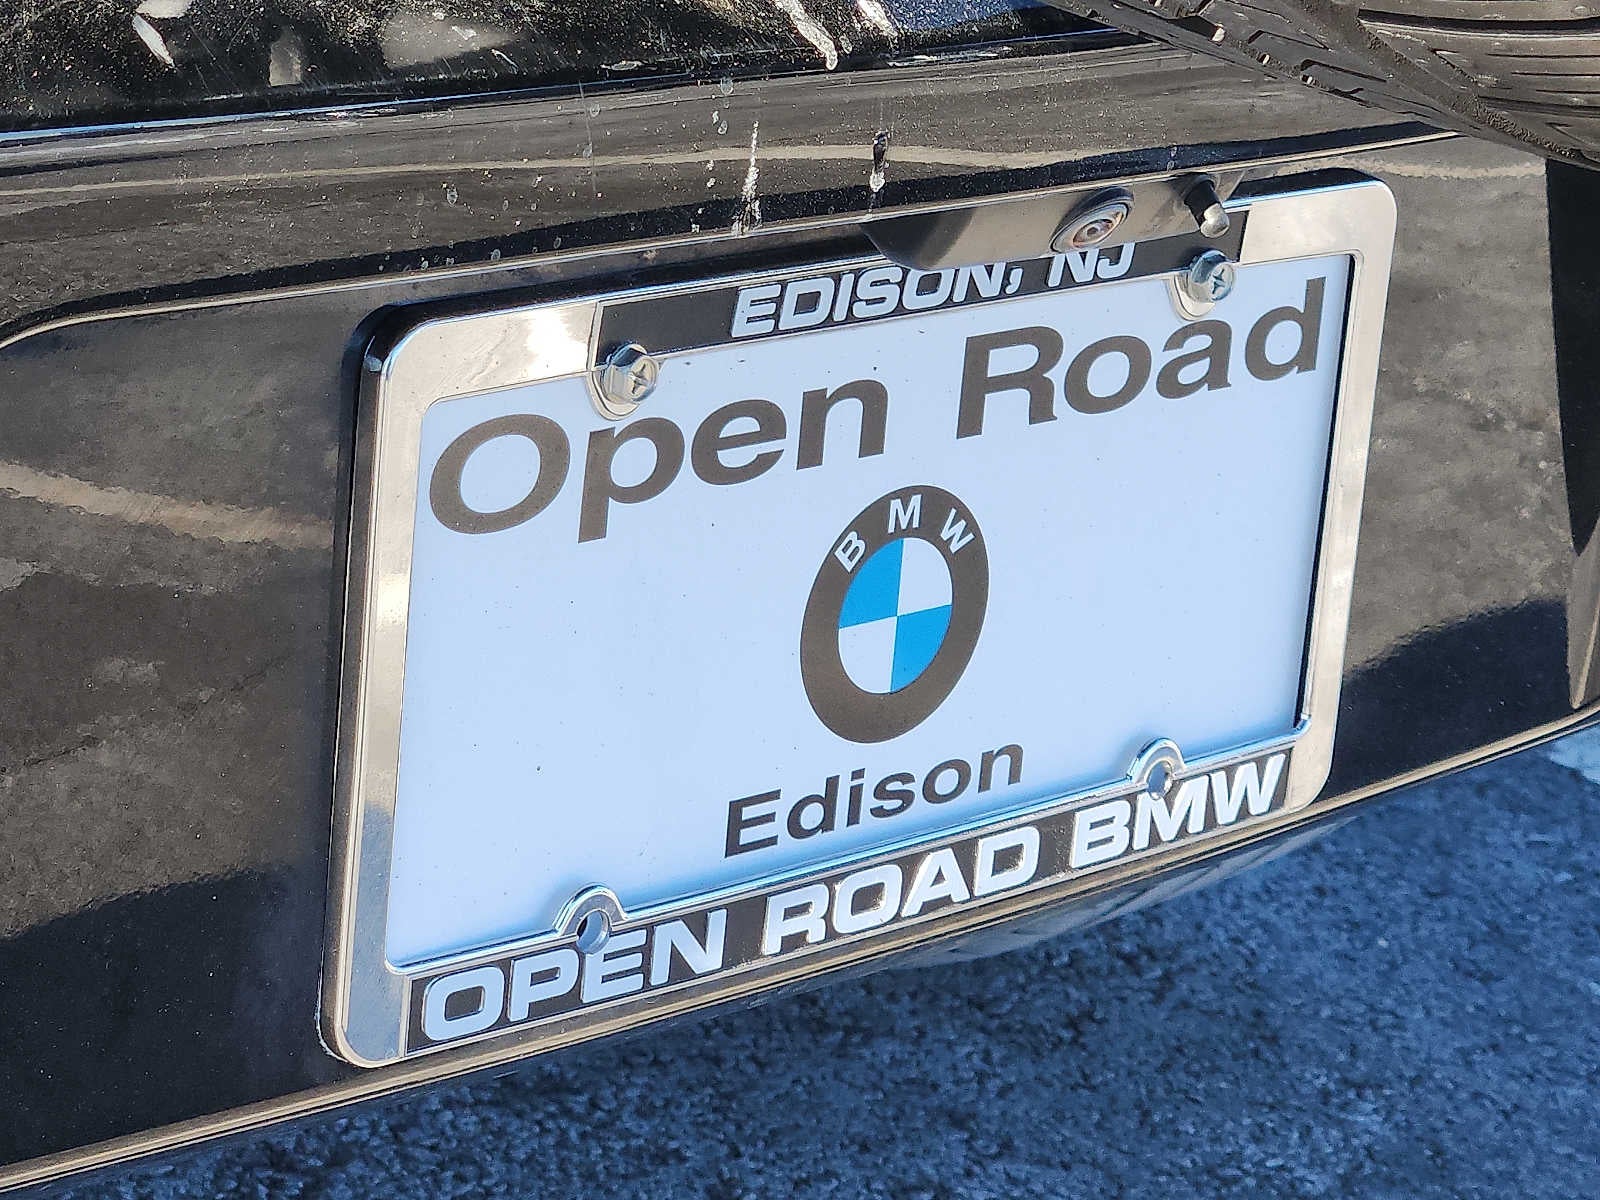 EDISON, NJ
Open Road
BMW
Edison
OPEN ROAD BMW